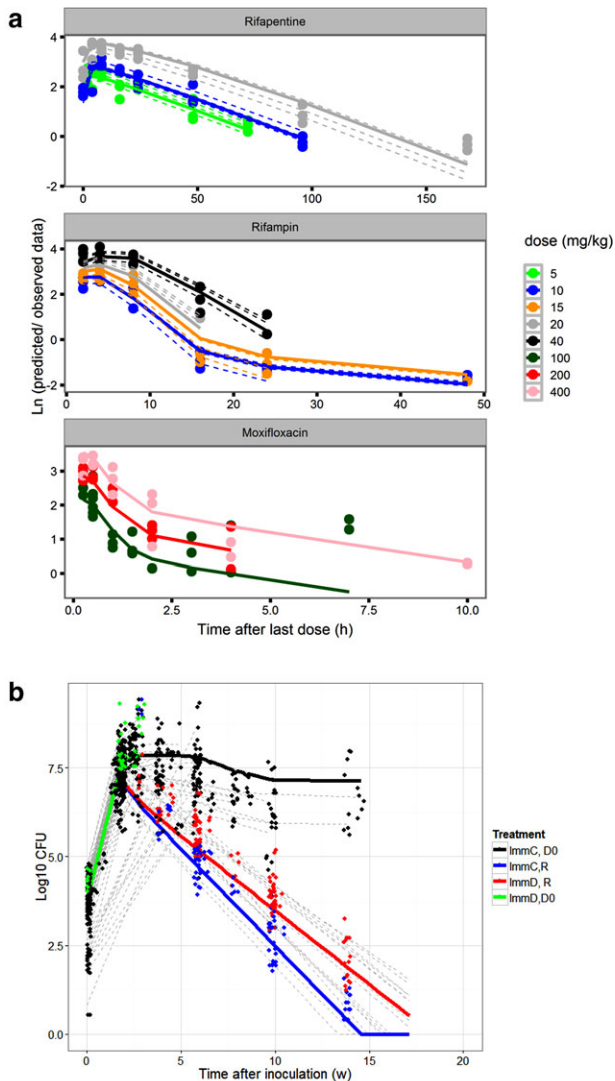 a
Rifapentine
4
2
0
-2
0
50
100
150
Rifampin
4
2
0
-2
0
10
20
30
40
50
Moxifloxacin
3
2
1
0
0.0
2.5
5.0
7.5
10.0
Ln (predicted/ observed data)
Time after last dose (h)
dose (mg/kg)
5
10
15
20
40
100
200
400
b
7.5
5.0
2.5
0.0
0
5
10
15
20
Log10 CFU
Time after inoculation (w)
Treatment
ImmC, D0
ImmC,R
ImmD, R
ImmD,D0